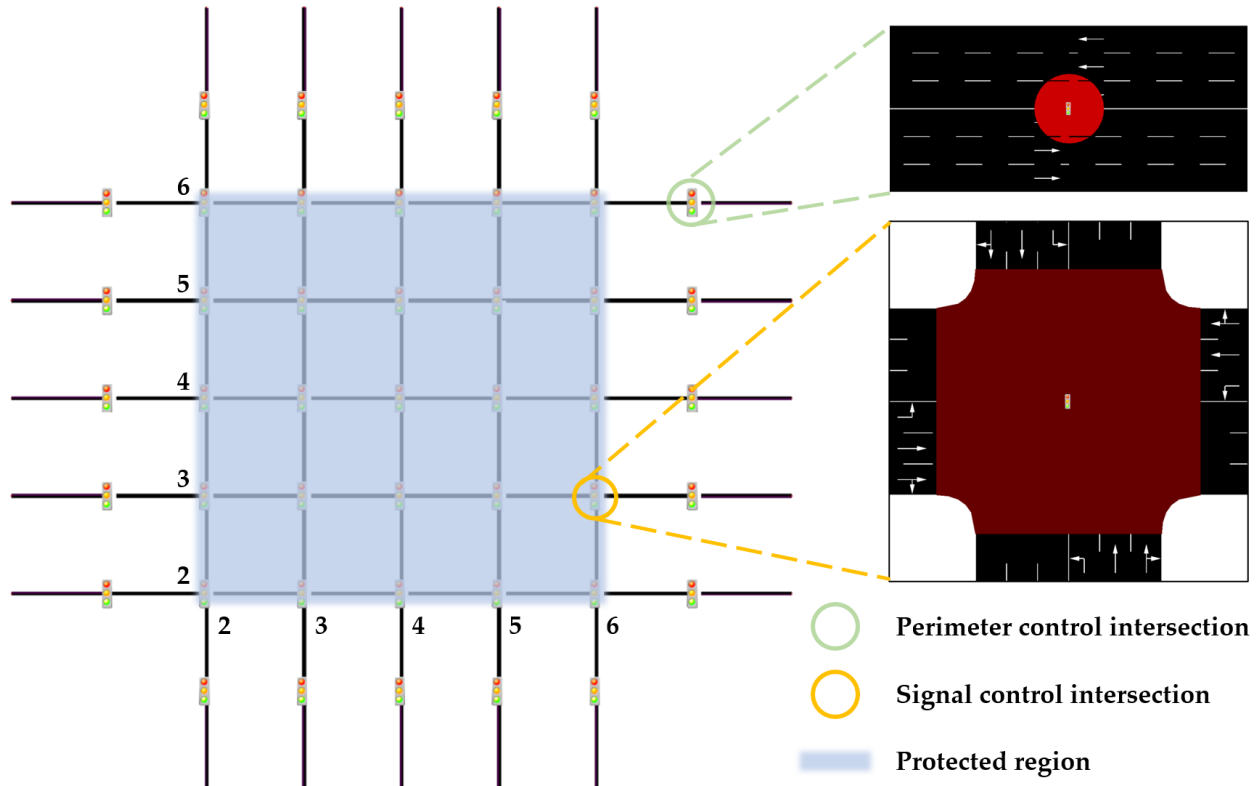 6
5
4
3
2
2 3 4 5 6
Perimeter control intersection
Signal control intersection
Protected region